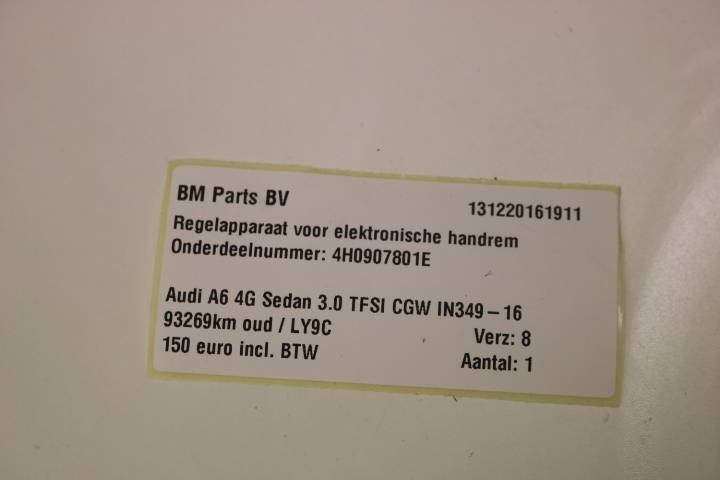 BM Parts BV 131220161911
Regelapparaat voor elektronische handrem
Onderdeelnummer: 4H0907801E
Audi A6 4G Sedan 3.0 TFSI CGW IN349-16
93269km oud / LY9C Verz: 8
150 euro incl. BTW Aantal: 1